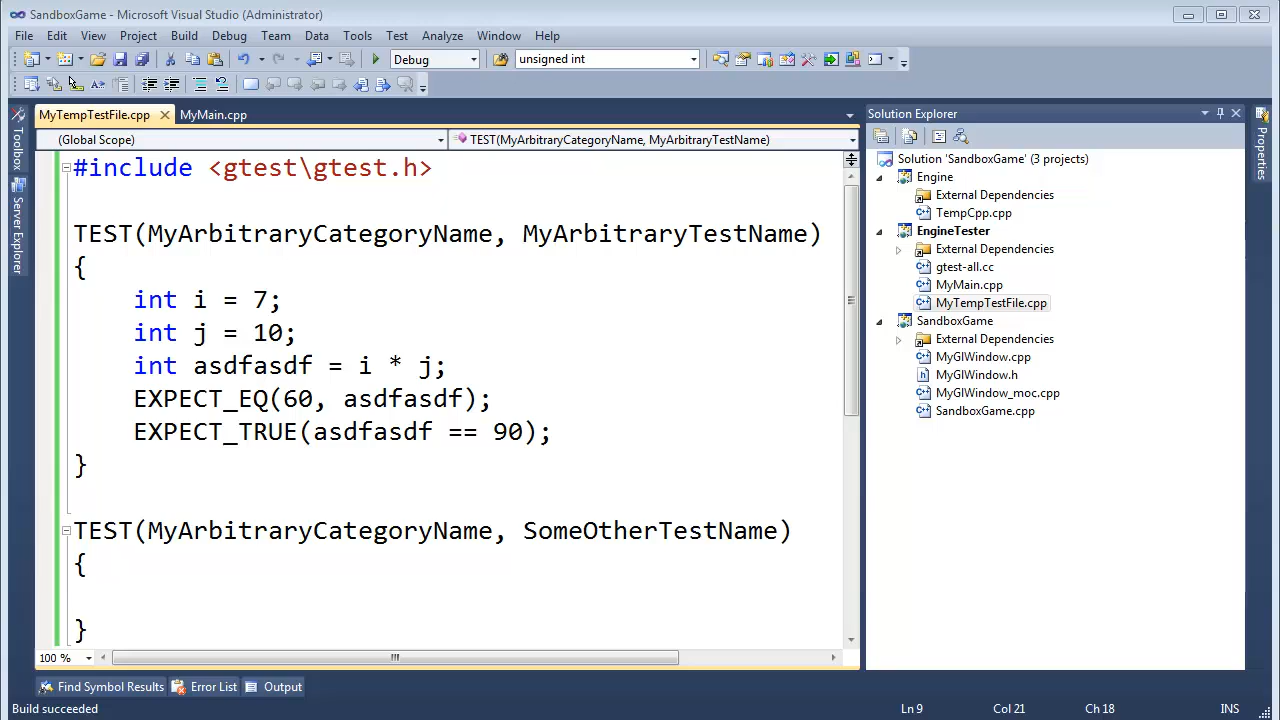 SandboxGame - Microsoft Visual Studio (Administrator)
File Edit View Project Build Debug Team Data Tools Test Analyze Window Help
Debug unsigned int
MyTempTestFile.cpp MyMain.cpp
(Global Scope) TEST(MyArbitraryCategoryName, MyArbitraryTestName)
#include <gtest\gtest.h>
TEST(MyArbitraryCategoryName, MyArbitraryTestName)
{
int i = 7;
int j = 10;
int asdfasdf = i * j;
EXPECT_EQ(60, asdfasdf);
EXPECT_TRUE(asdfasdf == 90);
}
TEST(MyArbitraryCategoryName, SomeOtherTestName)
{
}
100 %
Toolbox
Server Explorer
Solution Explorer
Solution 'SandboxGame' (3 projects)
Engine
External Dependencies
TempCpp.cpp
EngineTester
External Dependencies
gtest-all.cc
MyMain.cpp
MyTempTestFile.cpp
SandboxGame
External Dependencies
MyGlWindow.cpp
MyGlWindow.h
MyGlWindow_moc.cpp
SandboxGame.cpp
Properties
Find Symbol Results Error List Output
Build succeeded Ln 9 Col 21 Ch 18 INS